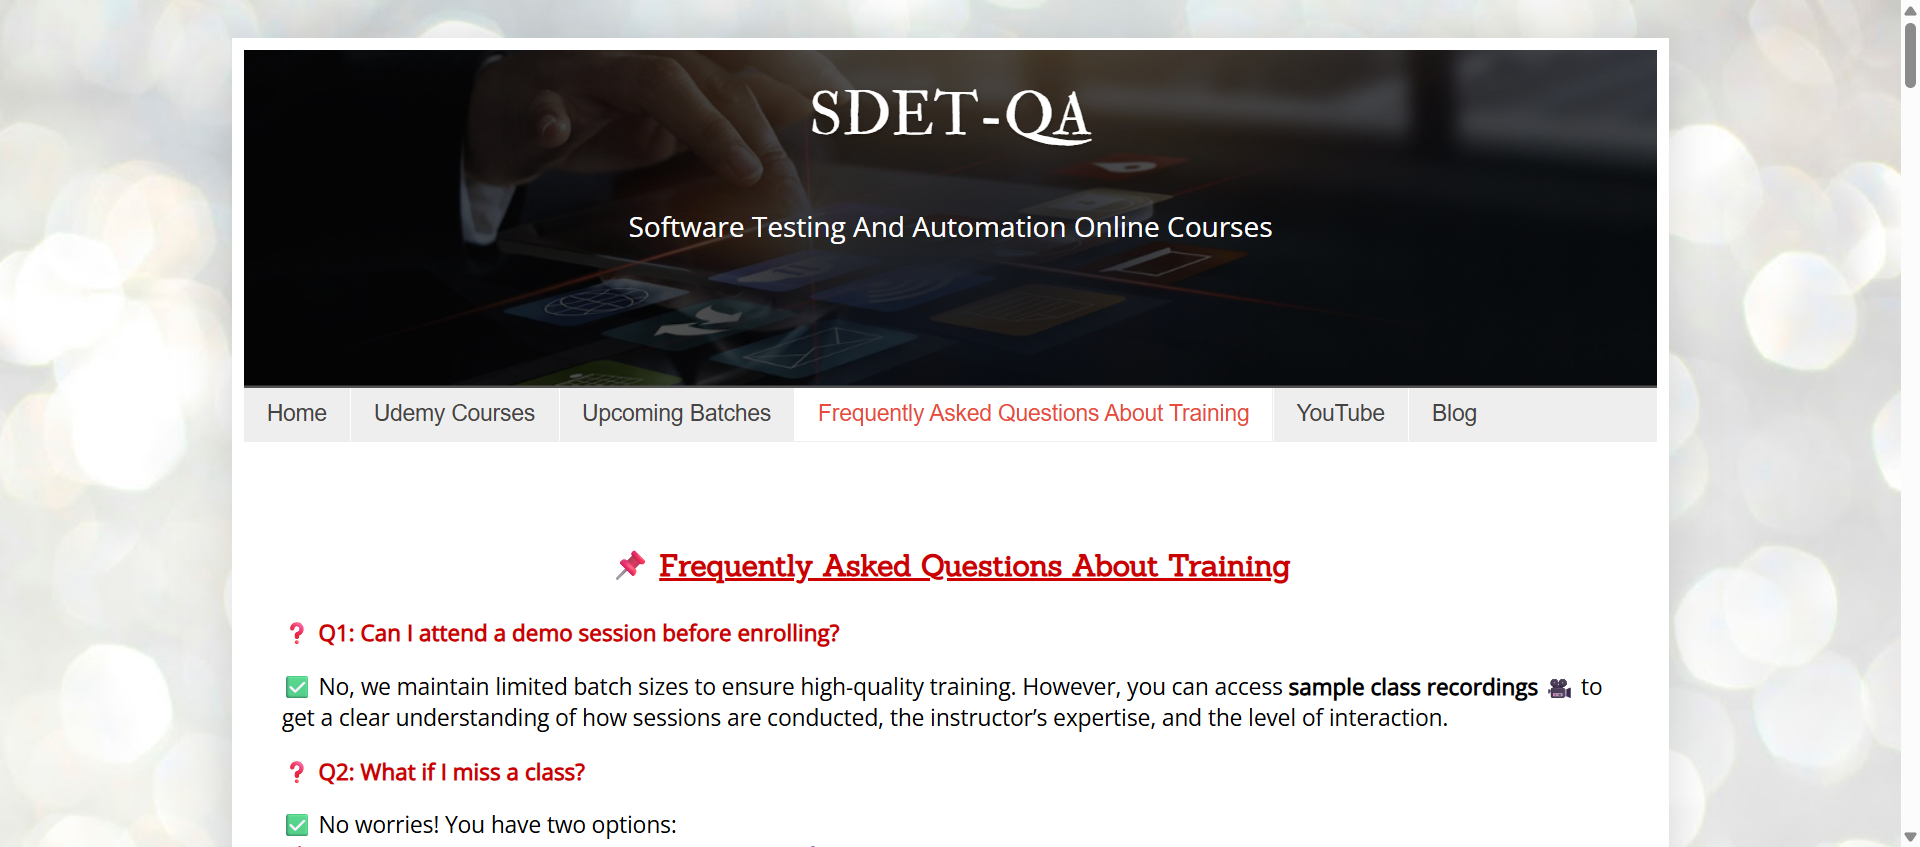 SDET-QA
Software Testing And Automation Online Courses
Home
Udemy Courses
Upcoming Batches
Frequently Asked Questions About Training
YouTube
Blog
📌 Frequently Asked Questions About Training
❓ Q1: Can I attend a demo session before enrolling?
✅ No, we maintain limited batch sizes to ensure high-quality training. However, you can access sample class recordings 🎥 to
get a clear understanding of how sessions are conducted, the instructor’s expertise, and the level of interaction.
❓ Q2: What if I miss a class?
✅ No worries! You have two options: